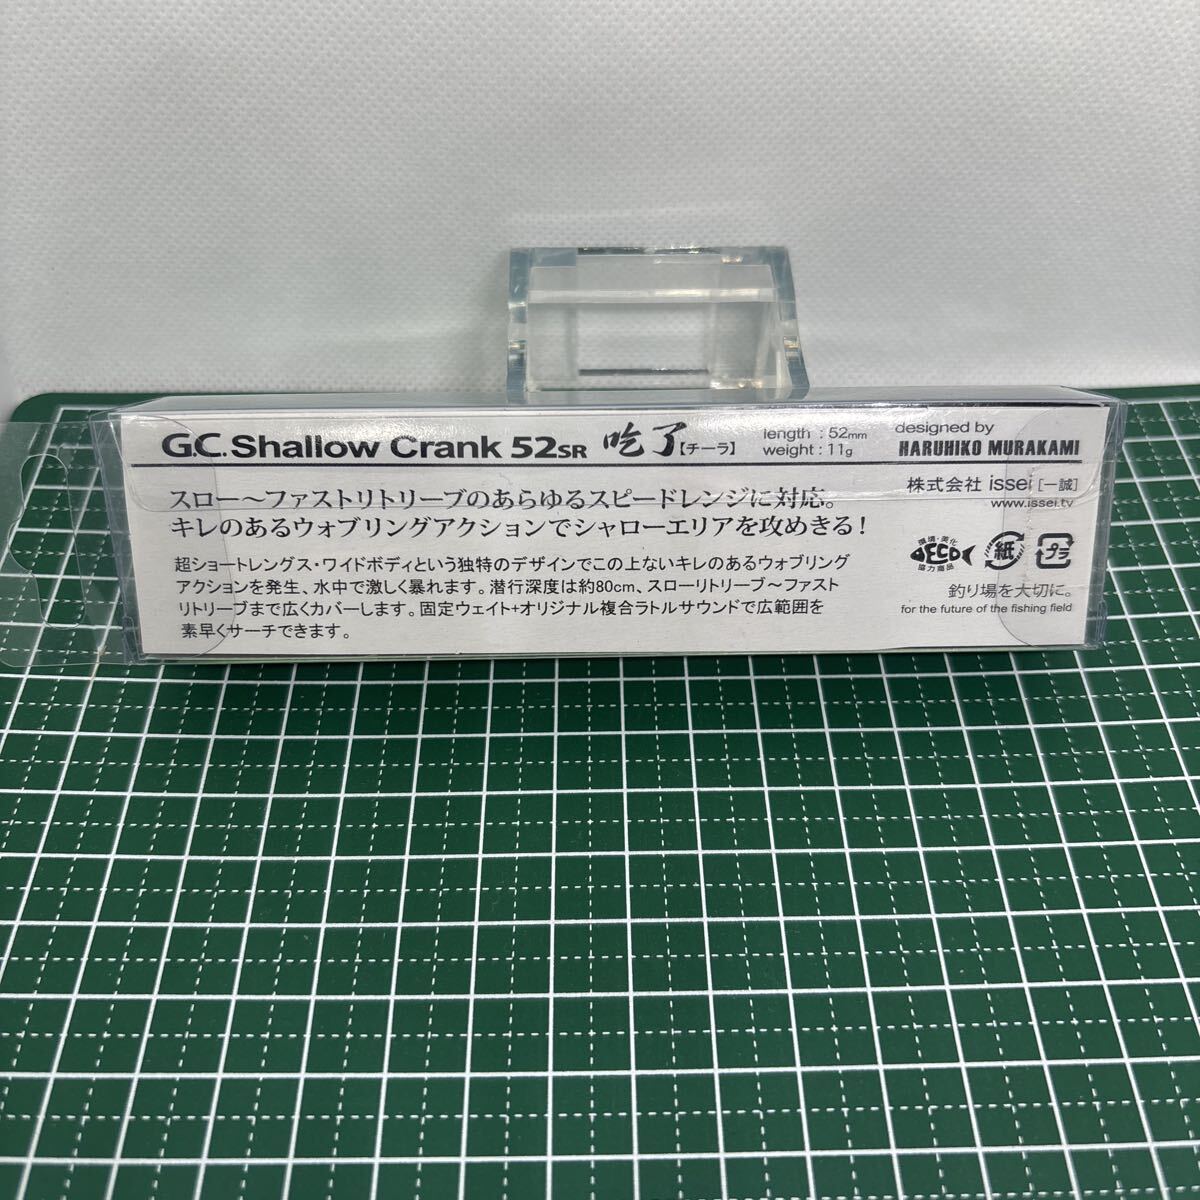 G.C.Shallow Crank 52SR 吃了【チーラ】
length : 52mm
weight : 11g
designed by
HARUHIKO MURAKAMI
スロー〜ファストリトリーブのあらゆるスピードレンジに対応。
キレのあるウォブリングアクションでシャローエリアを攻めきる！
超ショートレングス・ワイドボディという独特のデザインでこの上ないキレのあるウォブリング
アクションを発生、水中で激しく暴れます。潜行深度は約80cm、スローリトリーブ〜ファスト
リトリーブまで広くカバーします。固定ウェイト+オリジナル複合ラトルサウンドで広範囲を
素早くサーチできます。
株式会社 issei [一誠]
www.issei.tv
環境・美化
ECO
協力商品
紙
プラ
釣り場を大切に。
for the future of the fishing field